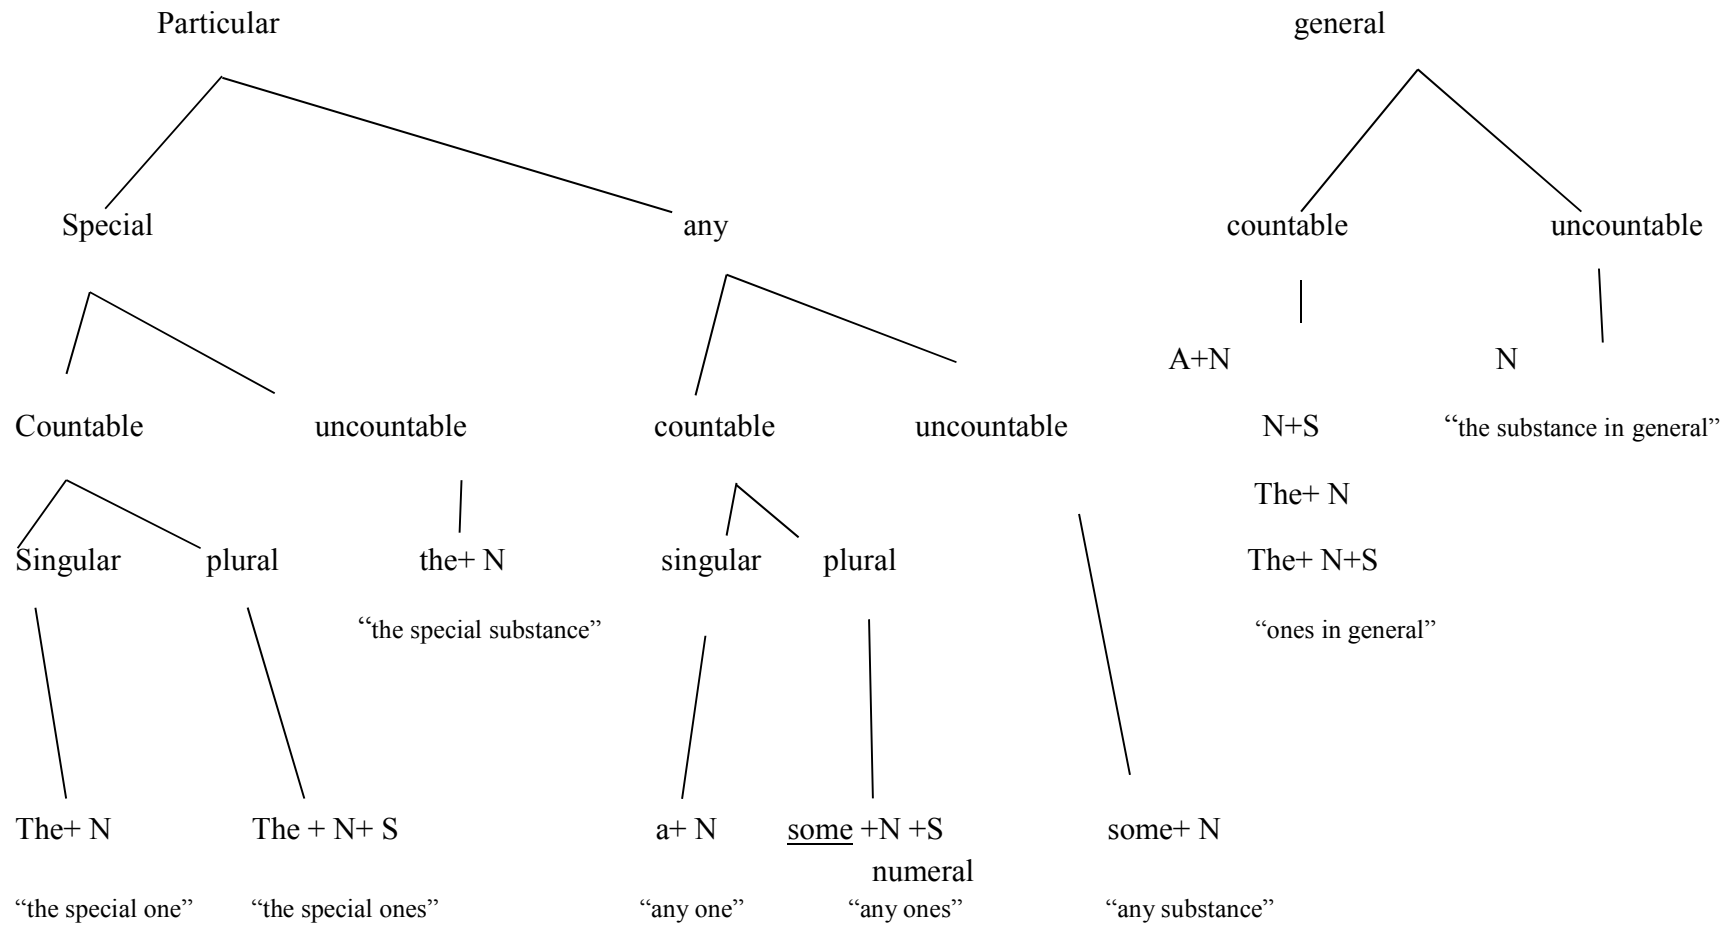 Particular general
Special any countable uncountable
A+N N
Countable uncountable countable uncountable N+S “the substance in general”
The+ N
Singular plural the+ N singular plural The+ N+S
“the special substance” “ones in general”
The+ N The + N+ S a+ N some +N +S some+ N
numeral
“the special one” “the special ones” “any one” “any ones” “any substance”